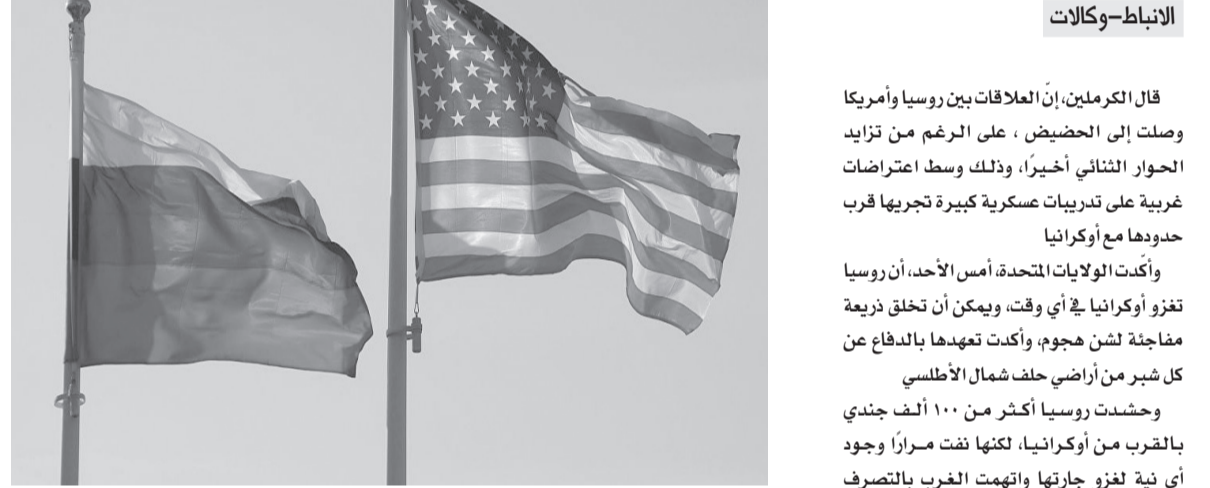 الانباط-وكالات
قال الكرملين، إنّ العلاقات بين روسيا وأمريكا
وصلت إلى الحضيض ، على الرغم من تزايد
الحوار الثنائي أخيرًا، وذلك وسط اعتراضات
غربية على تدريبات عسكرية كبيرة تجريها قرب
حدودها مع أوكرانيا
وأكّدت الولايات المتحدة، أمس الأحد، أن روسيا
تغزو أوكرانيا في أي وقت، ويمكن أن تخلق ذريعة
مفاجئة لشن هجوم، وأكدت تعهدها بالدفاع عن
كل شبر من أراضي حلف شمال الأطلسي
وحشدت روسيا أكثر من ١٠٠ ألف جندي
بالقرب من أوكرانيا، لكنها نفت مرارًا وجود
أي نية لغزو جارتها واتهمت الغرب بالتصرف